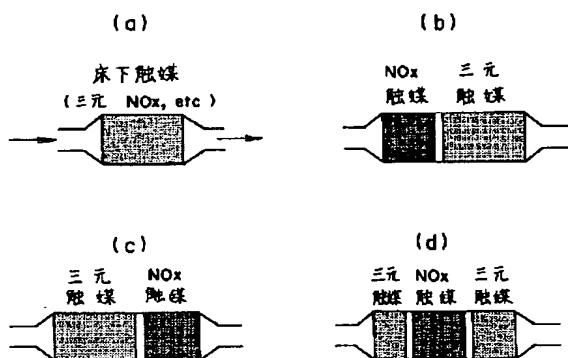 (a)
床下触媒
(三元 NOx, etc)
(b)
NOx 三元
触媒 触媒
(c)
三元 NOx
触媒 触媒
(d)
三元 NOx 三元
触媒 触媒 触媒